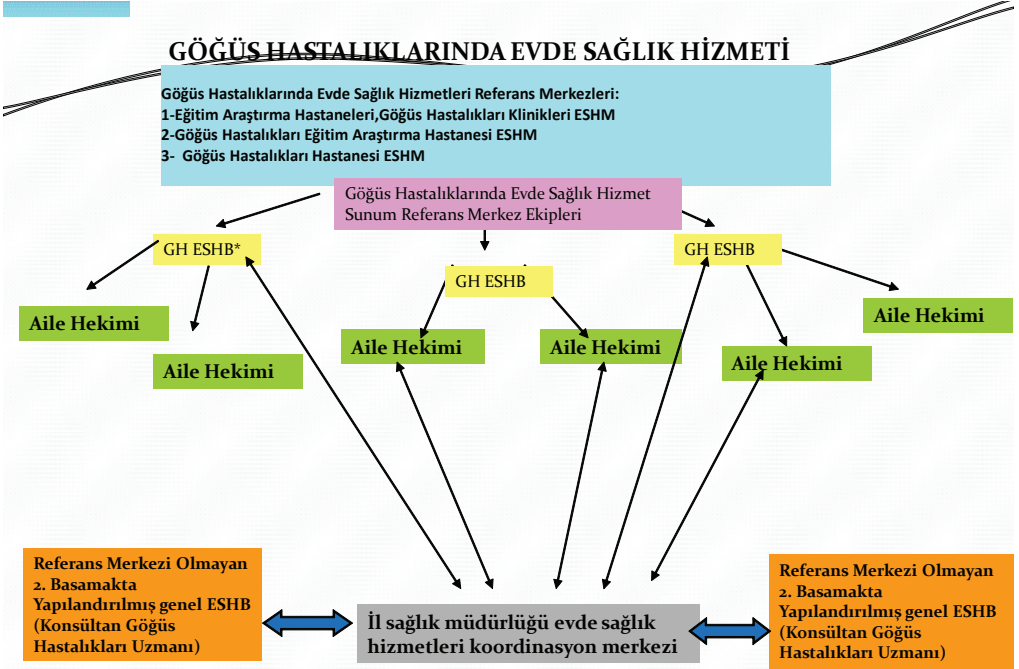 GÖĞÜS HASTALIKLARINDA EVDE SAĞLIK HİZMETİ
Göğüs Hastalıklarında Evde Sağlık Hizmetleri Referans Merkezleri:
1-Eğitim Araştırma Hastaneleri,Göğüs Hastalıkları Klinikleri ESHM
2-Göğüs Hastalıkları Eğitim Araştırma Hastanesi ESHM
3- Göğüs Hastalıkları Hastanesi ESHM
Göğüs Hastalıklarında Evde Sağlık Hizmet
Sunum Referans Merkez Ekipleri
GH ESHB*
GH ESHB
GH ESHB
Aile Hekimi
Aile Hekimi
Aile Hekimi
Aile Hekimi
Aile Hekimi
Aile Hekimi
Referans Merkezi Olmayan
2. Basamakta
Yapılandırılmış genel ESHB
(Konsültan Göğüs
Hastalıkları Uzmanı)
İl sağlık müdürlüğü evde sağlık
hizmetleri koordinasyon merkezi
Referans Merkezi Olmayan
2. Basamakta
Yapılandırılmış genel ESHB
(Konsültan Göğüs
Hastalıkları Uzmanı)